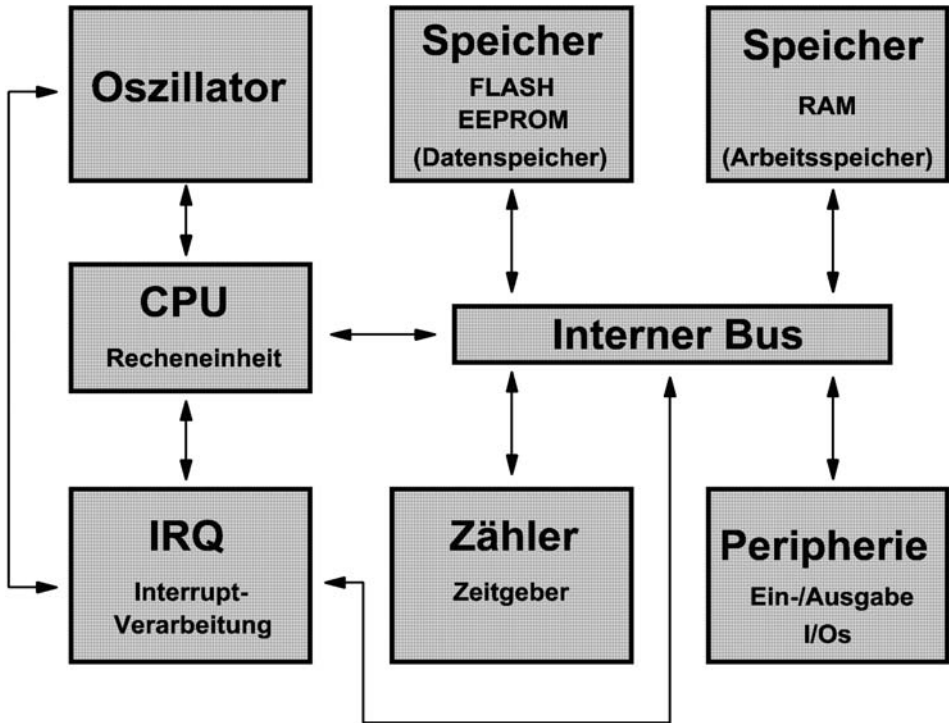 Oszillator
Speicher
FLASH
EEPROM
(Datenspeicher)
Speicher
RAM
(Arbeitsspeicher)
CPU
Recheneinheit
Interner Bus
IRQ
Interrupt-
Verarbeitung
Zähler
Zeitgeber
Peripherie
Ein-/Ausgabe
I/Os